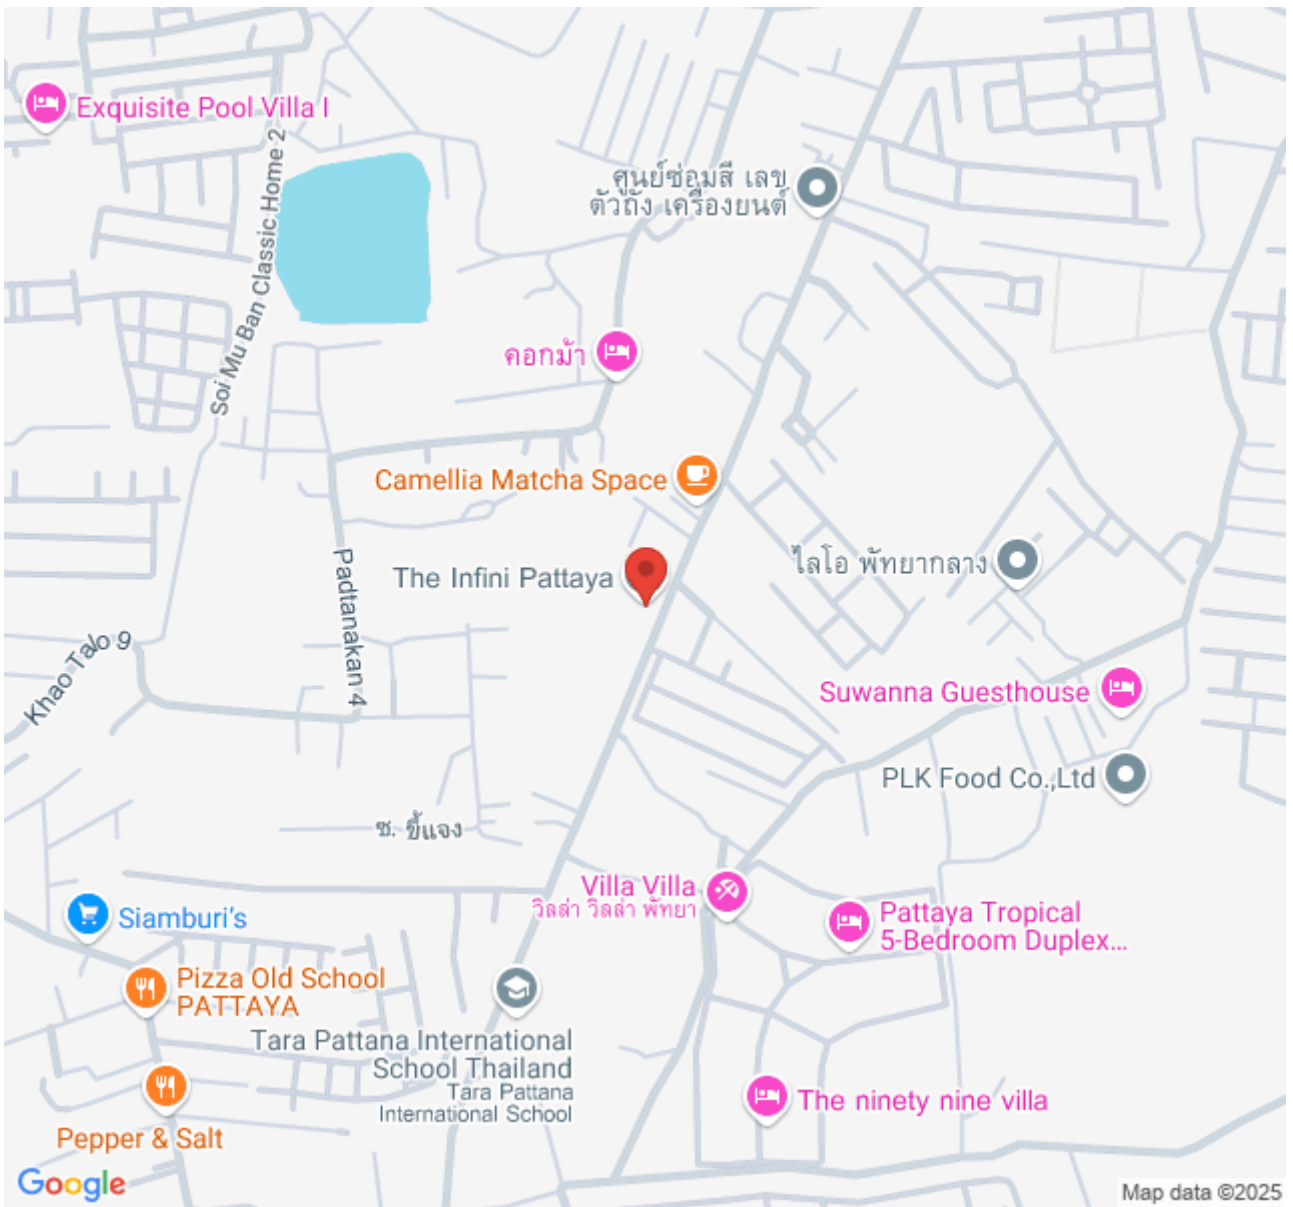 Exquisite Pool Villa I
Soi Mu Ban Classic Home 2
ศูนย์ซ่อมสี เลข
ตัวถัง เครื่องยนต์
คอกม้า
Camellia Matcha Space
The Infini Pattaya
ไลโอ พัทยากลาง
Padtanakan 4
Khao Talo 9
Suwanna Guesthouse
PLK Food Co.,Ltd
ซ. ขี้แจง
Villa Villa
วิลล่า วิลล่า พัทยา
Siamburi's
Pattaya Tropical
5-Bedroom Duplex...
Pizza Old School
PATTAYA
Tara Pattana International
School Thailand
Tara Pattana
International School
The ninety nine villa
Pepper & Salt
Google
Map data ©2025